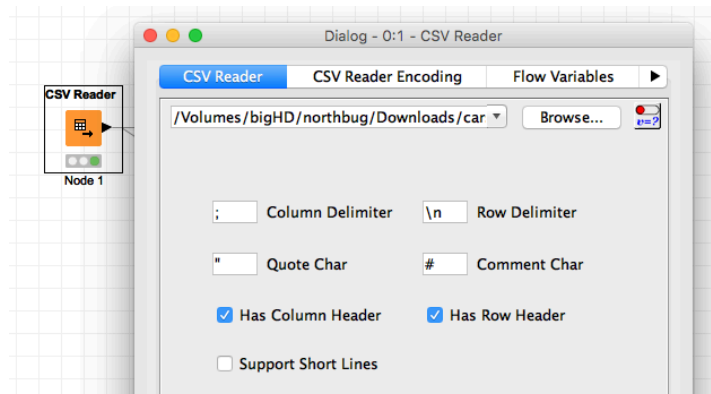 Dialog - 0:1 - CSV Reader
CSV Reader CSV Reader Encoding Flow Variables
CSV Reader
/Volumes/bigHD/northbug/Downloads/car Browse... v=?
Node 1
; Column Delimiter \n Row Delimiter
" Quote Char # Comment Char
Has Column Header Has Row Header
Support Short Lines